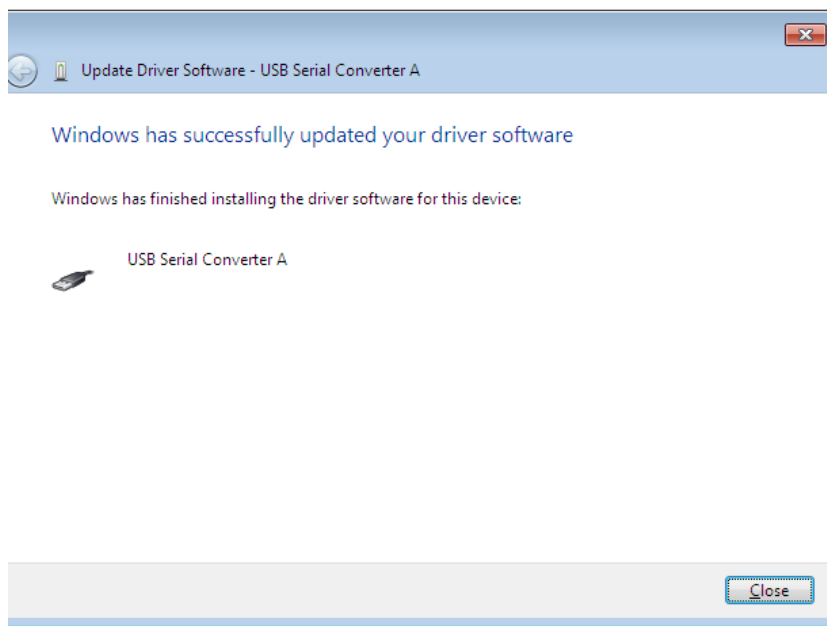 Update Driver Software - USB Serial Converter A
Windows has successfully updated your driver software
Windows has finished installing the driver software for this device:
USB Serial Converter A
Close